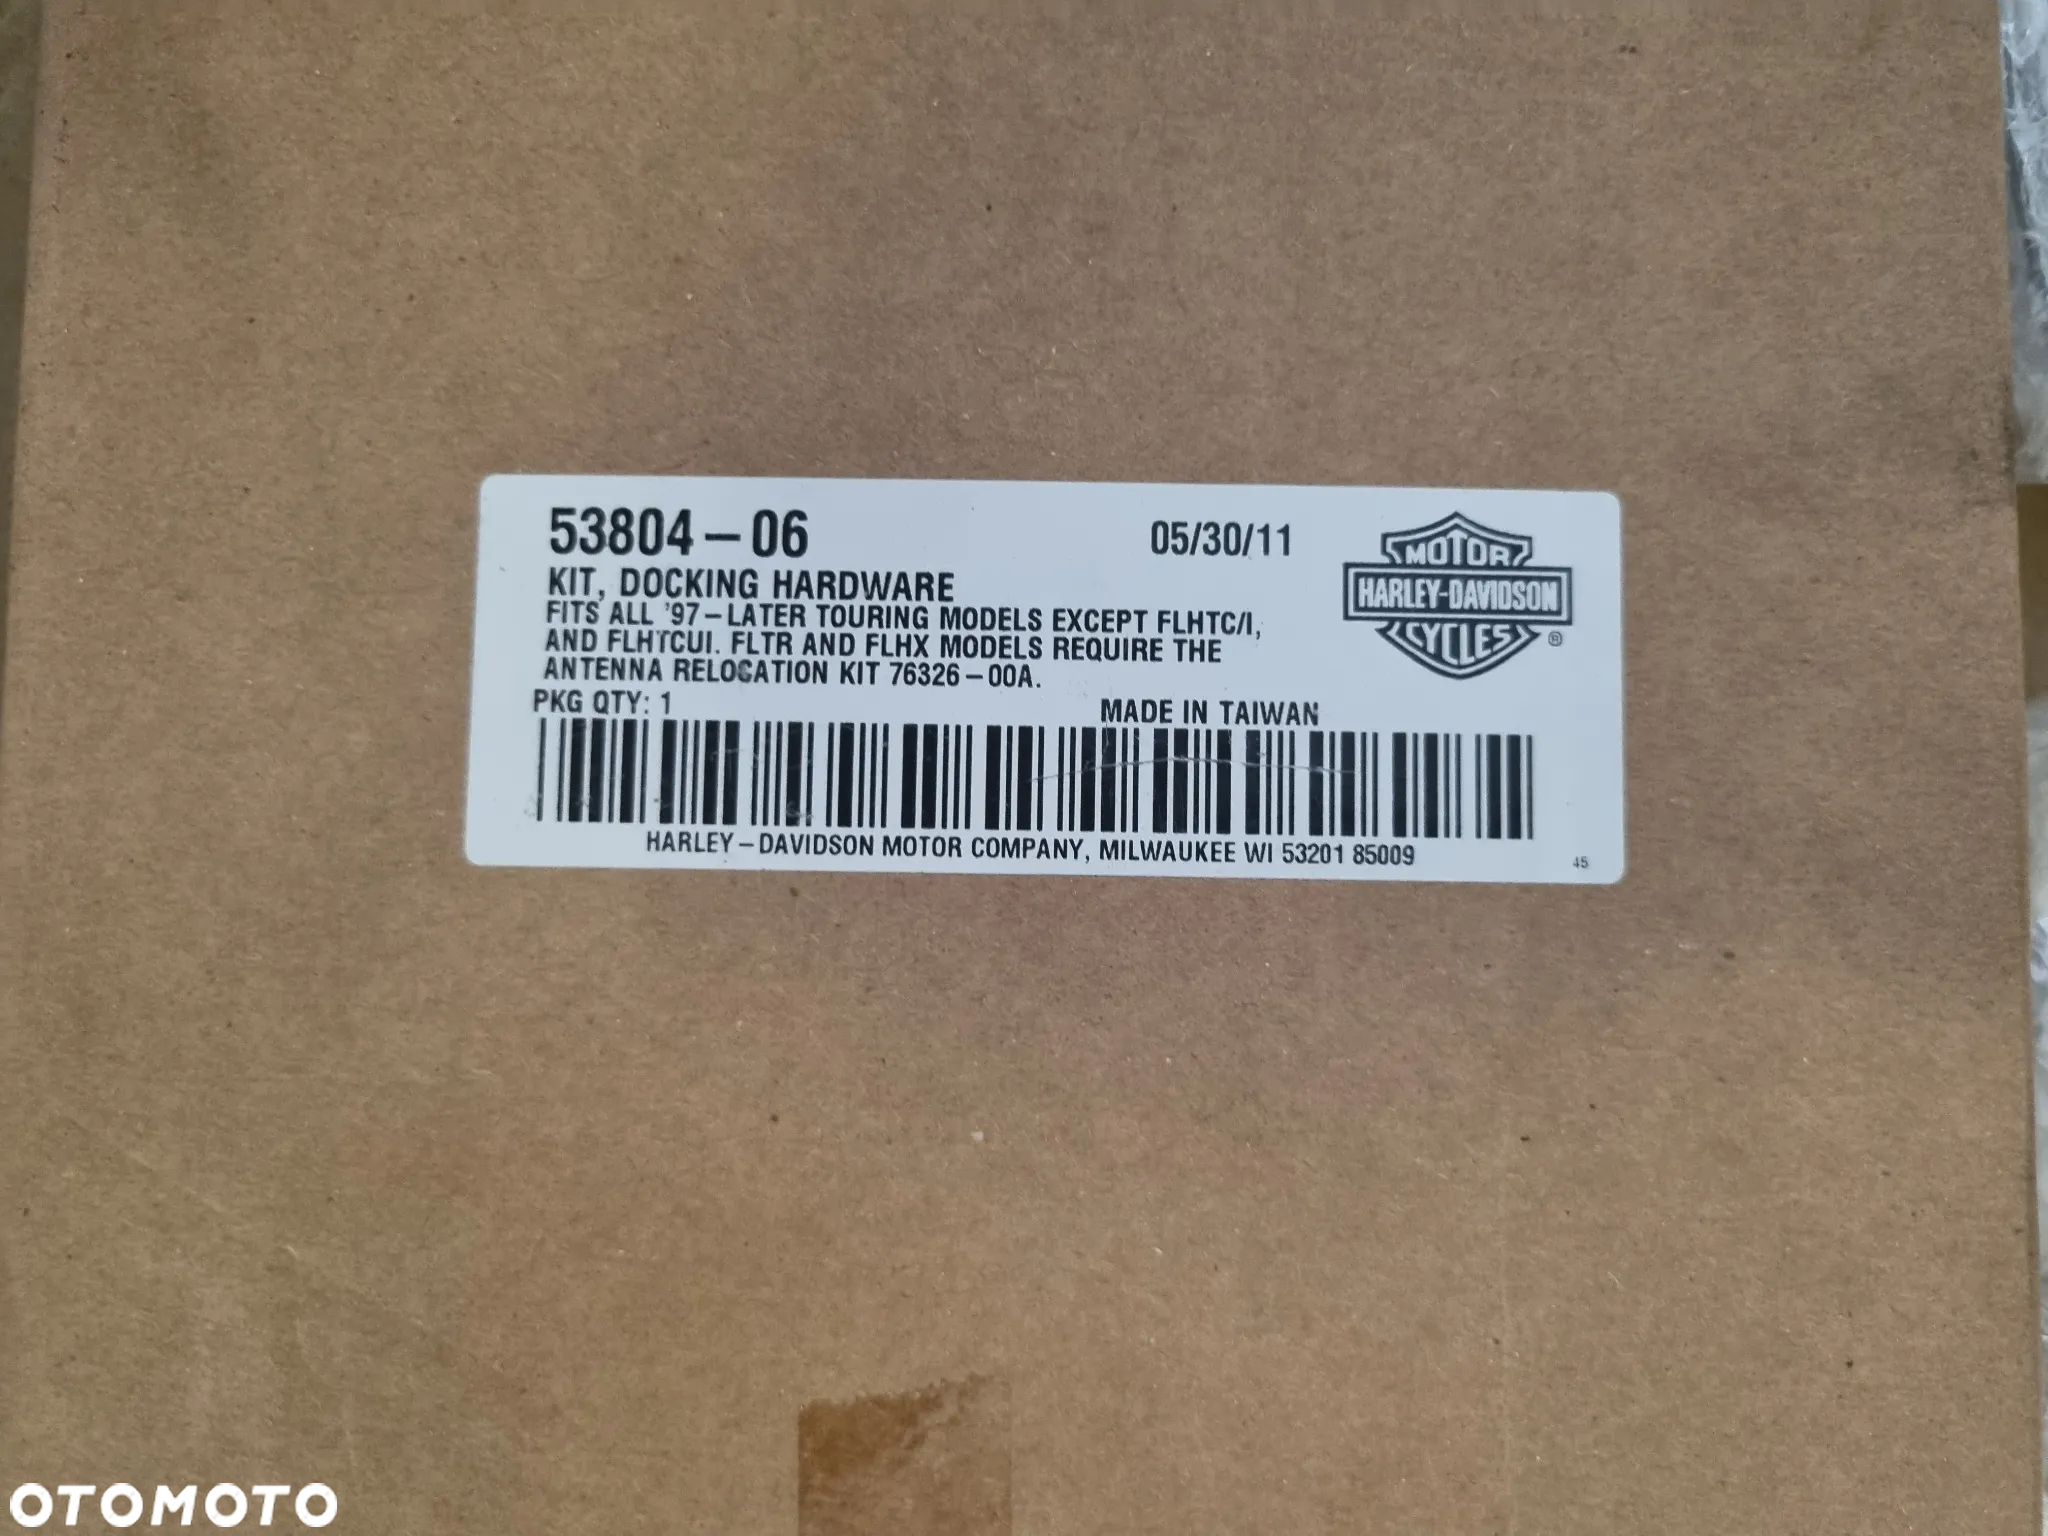 53804-06
05/30/11
KIT, DOCKING HARDWARE
FITS ALL '97-LATER TOURING MODELS EXCEPT FLHTC/I,
AND FLHTCUI. FLTR AND FLHX MODELS REQUIRE THE
ANTENNA RELOCATION KIT 76326-00A.
PKG QTY: 1
MADE IN TAIWAN
MOTOR
HARLEY-DAVIDSON
CYCLES
®
HARLEY-DAVIDSON MOTOR COMPANY, MILWAUKEE WI 53201 85009
45
OTOMOTO